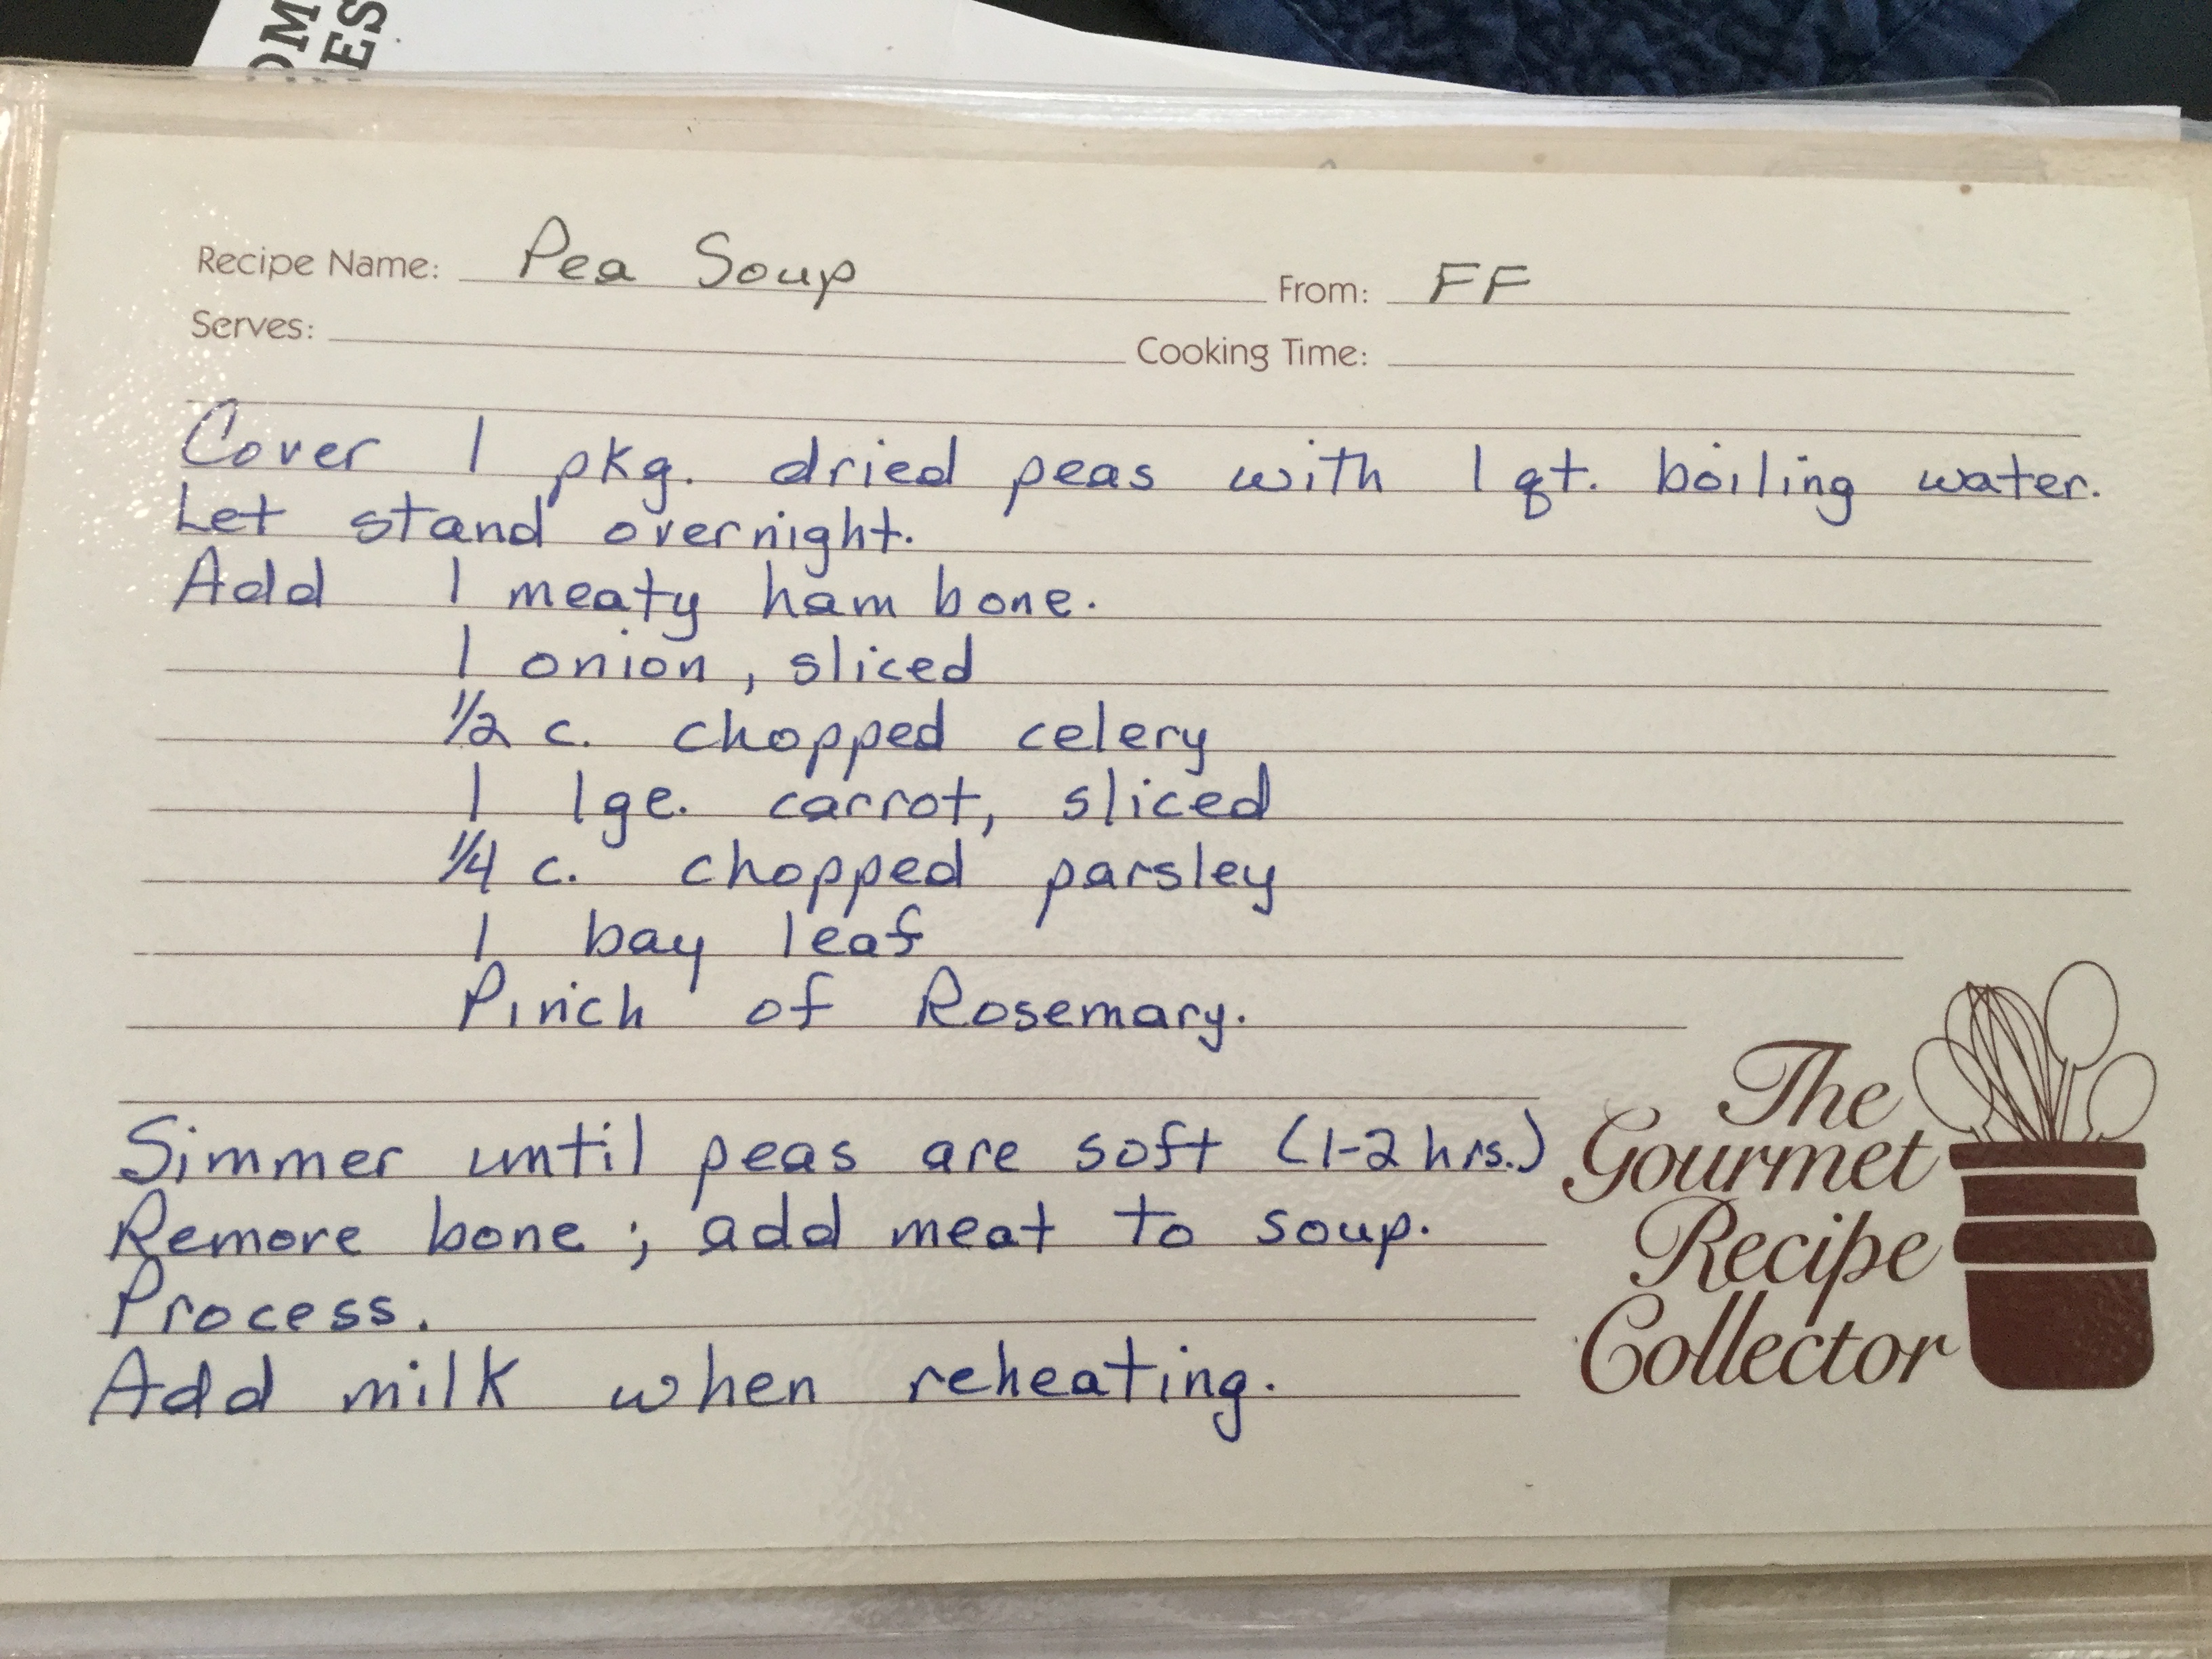 Recipe Name: Pea Soup From: FF
Serves: Cooking Time:
Cover 1 pkg. dried peas with 1 qt. boiling water.
Let stand overnight.
Add 1 meaty ham bone.
1 onion, sliced
1/2 c. chopped celery
1 lge. carrot, sliced
1/4 c. chopped parsley
1 bay leaf
Pinch of Rosemary.
Simmer until peas are soft (1-2 hrs.)
Remove bone; add meat to soup.
Process.
Add milk when reheating.
The
Gourmet
Recipe
Collector